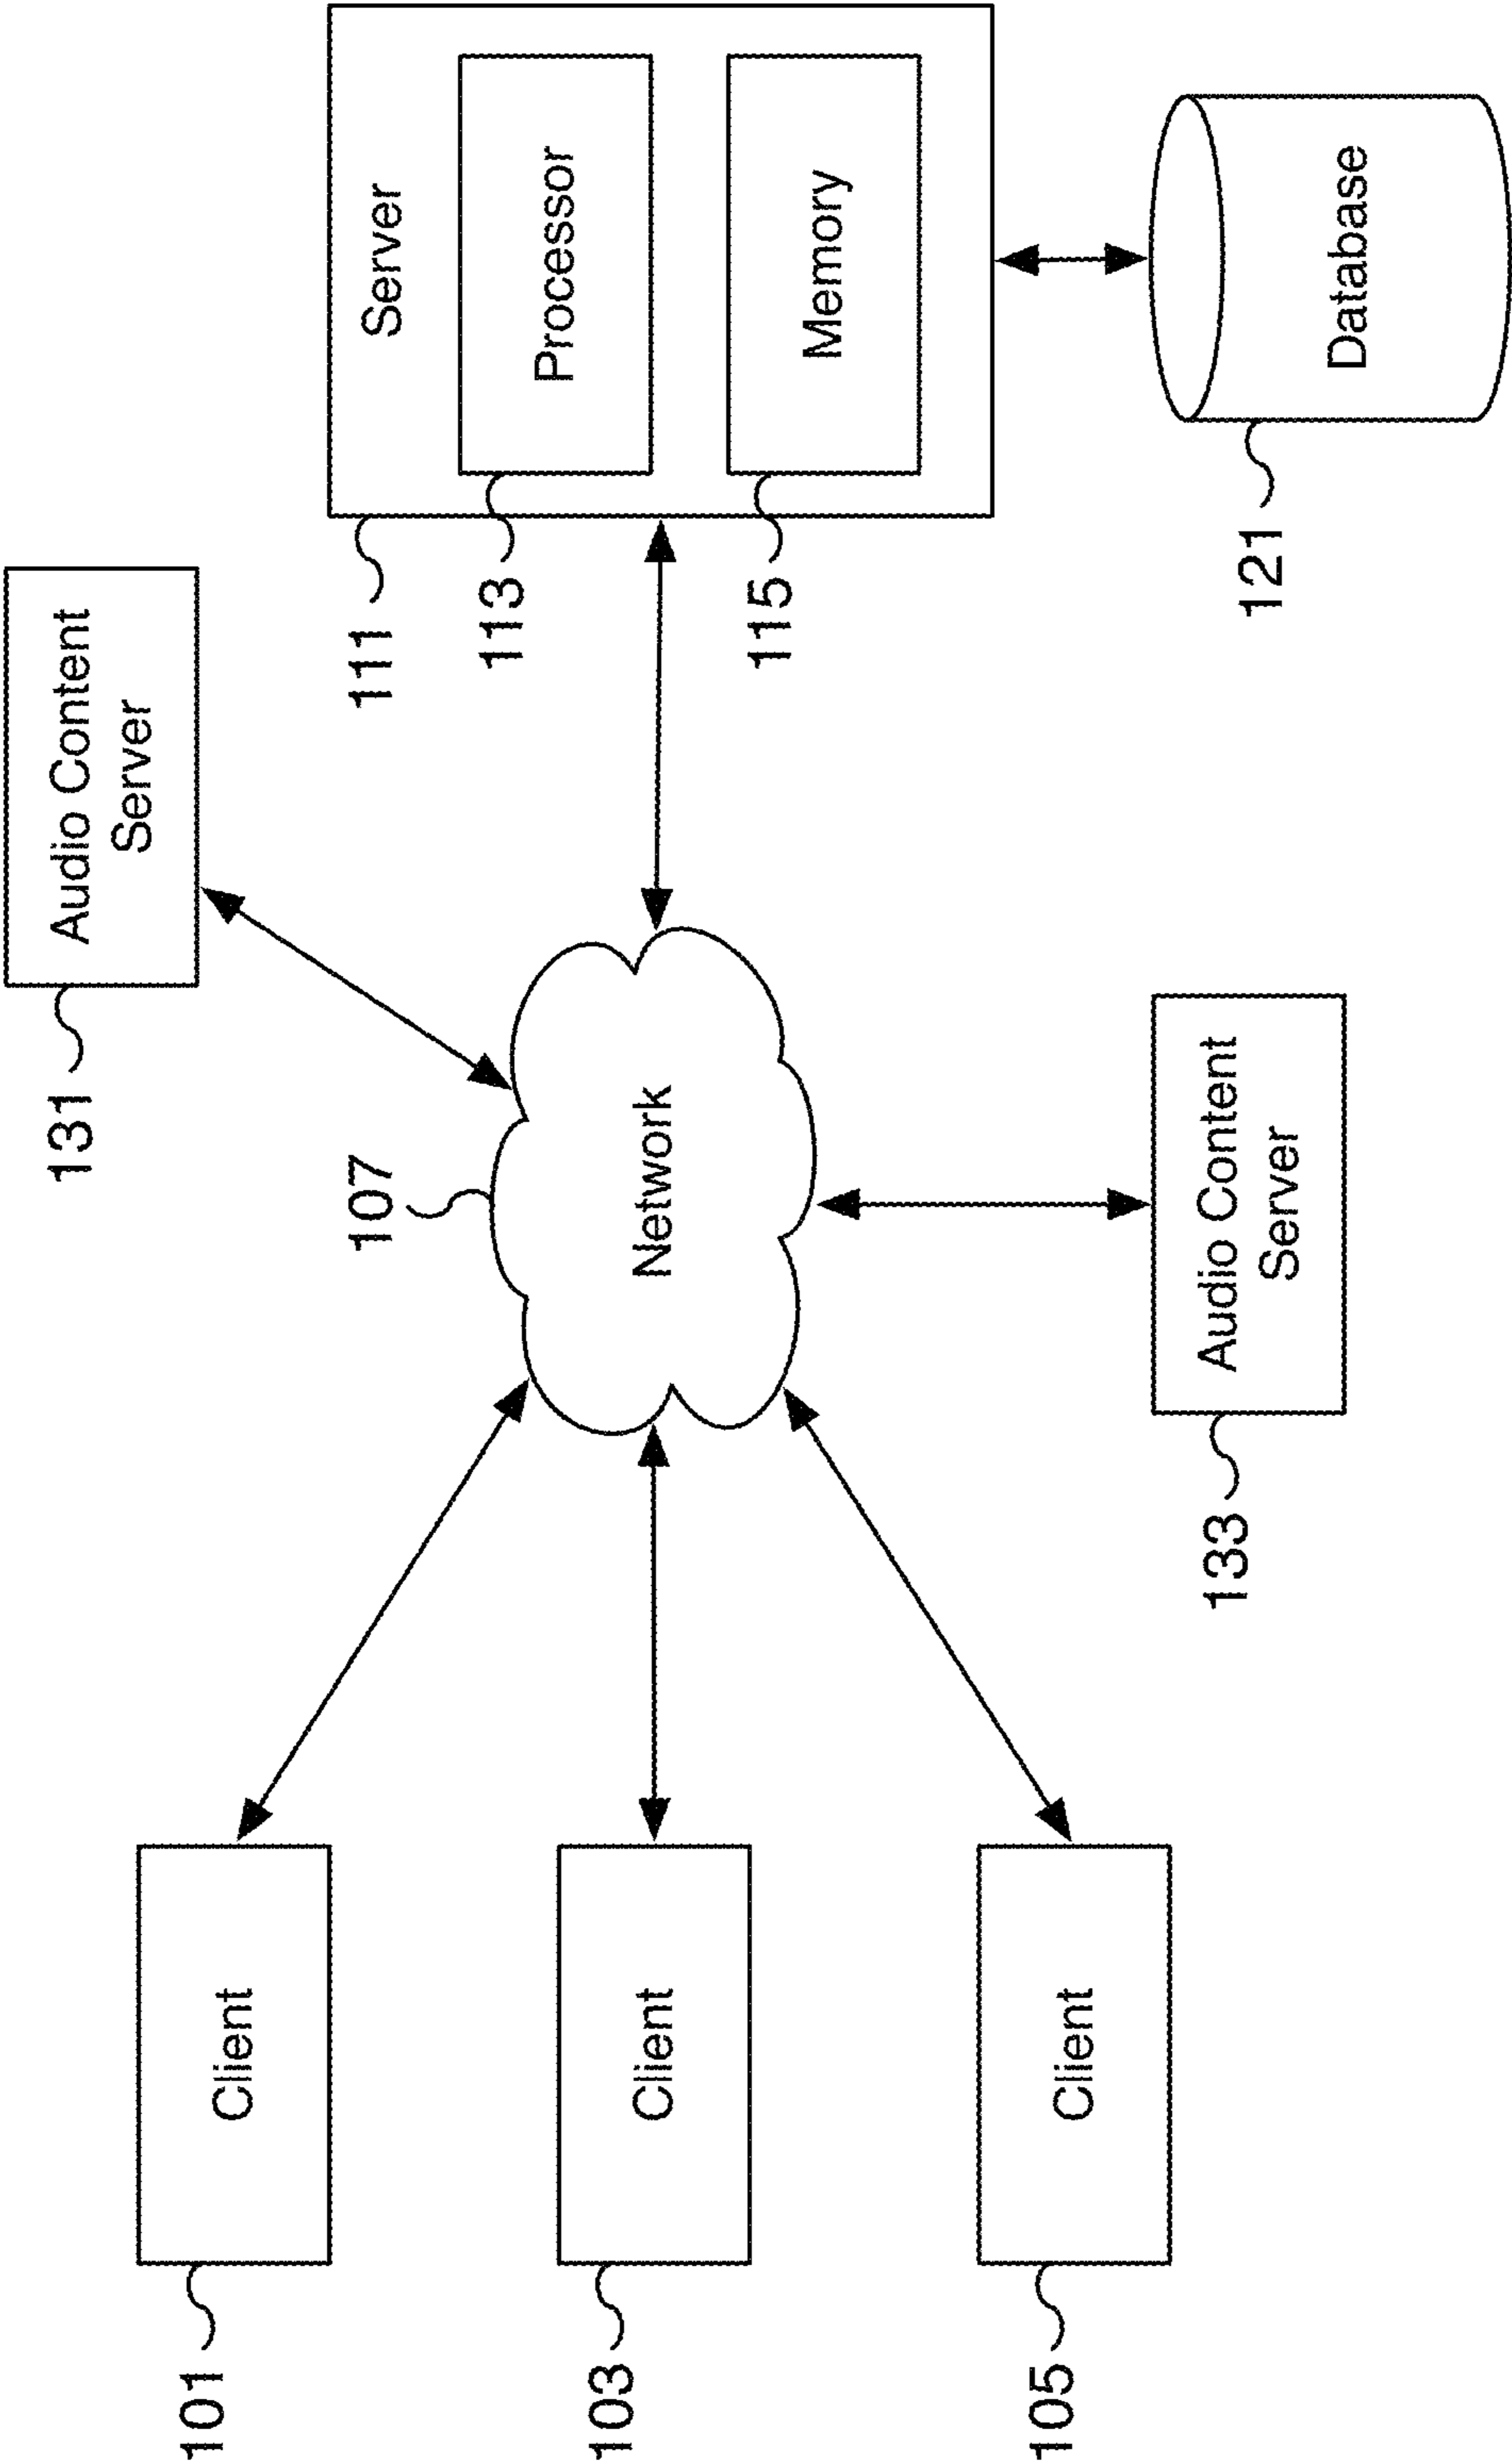 Audio Content
Server
131
Client
101
107
111
Server
113
Processor
Client
103
Network
115
Memory
Client
105
Audio Content
Server
133
121
Database